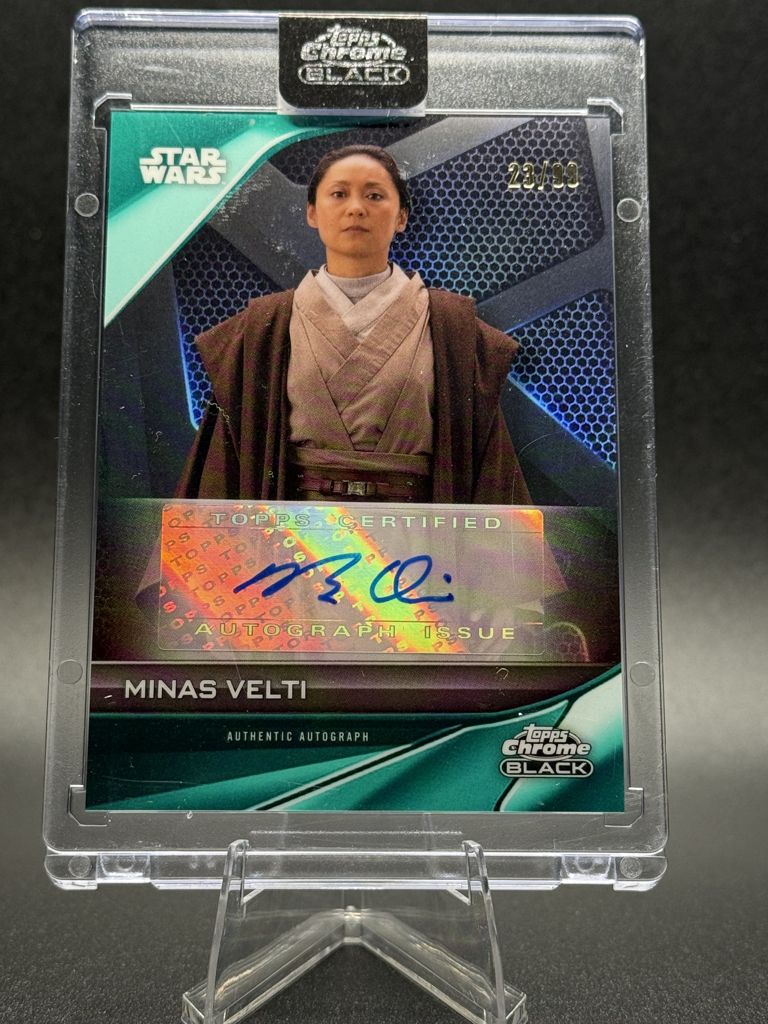 Topps
Chrome
BLACK
STAR
WARS
23/99
TOPPS CERTIFIED
AUTOGRAPH ISSUE
MINAS VELTI
AUTHENTIC AUTOGRAPH
Topps
Chrome
BLACK